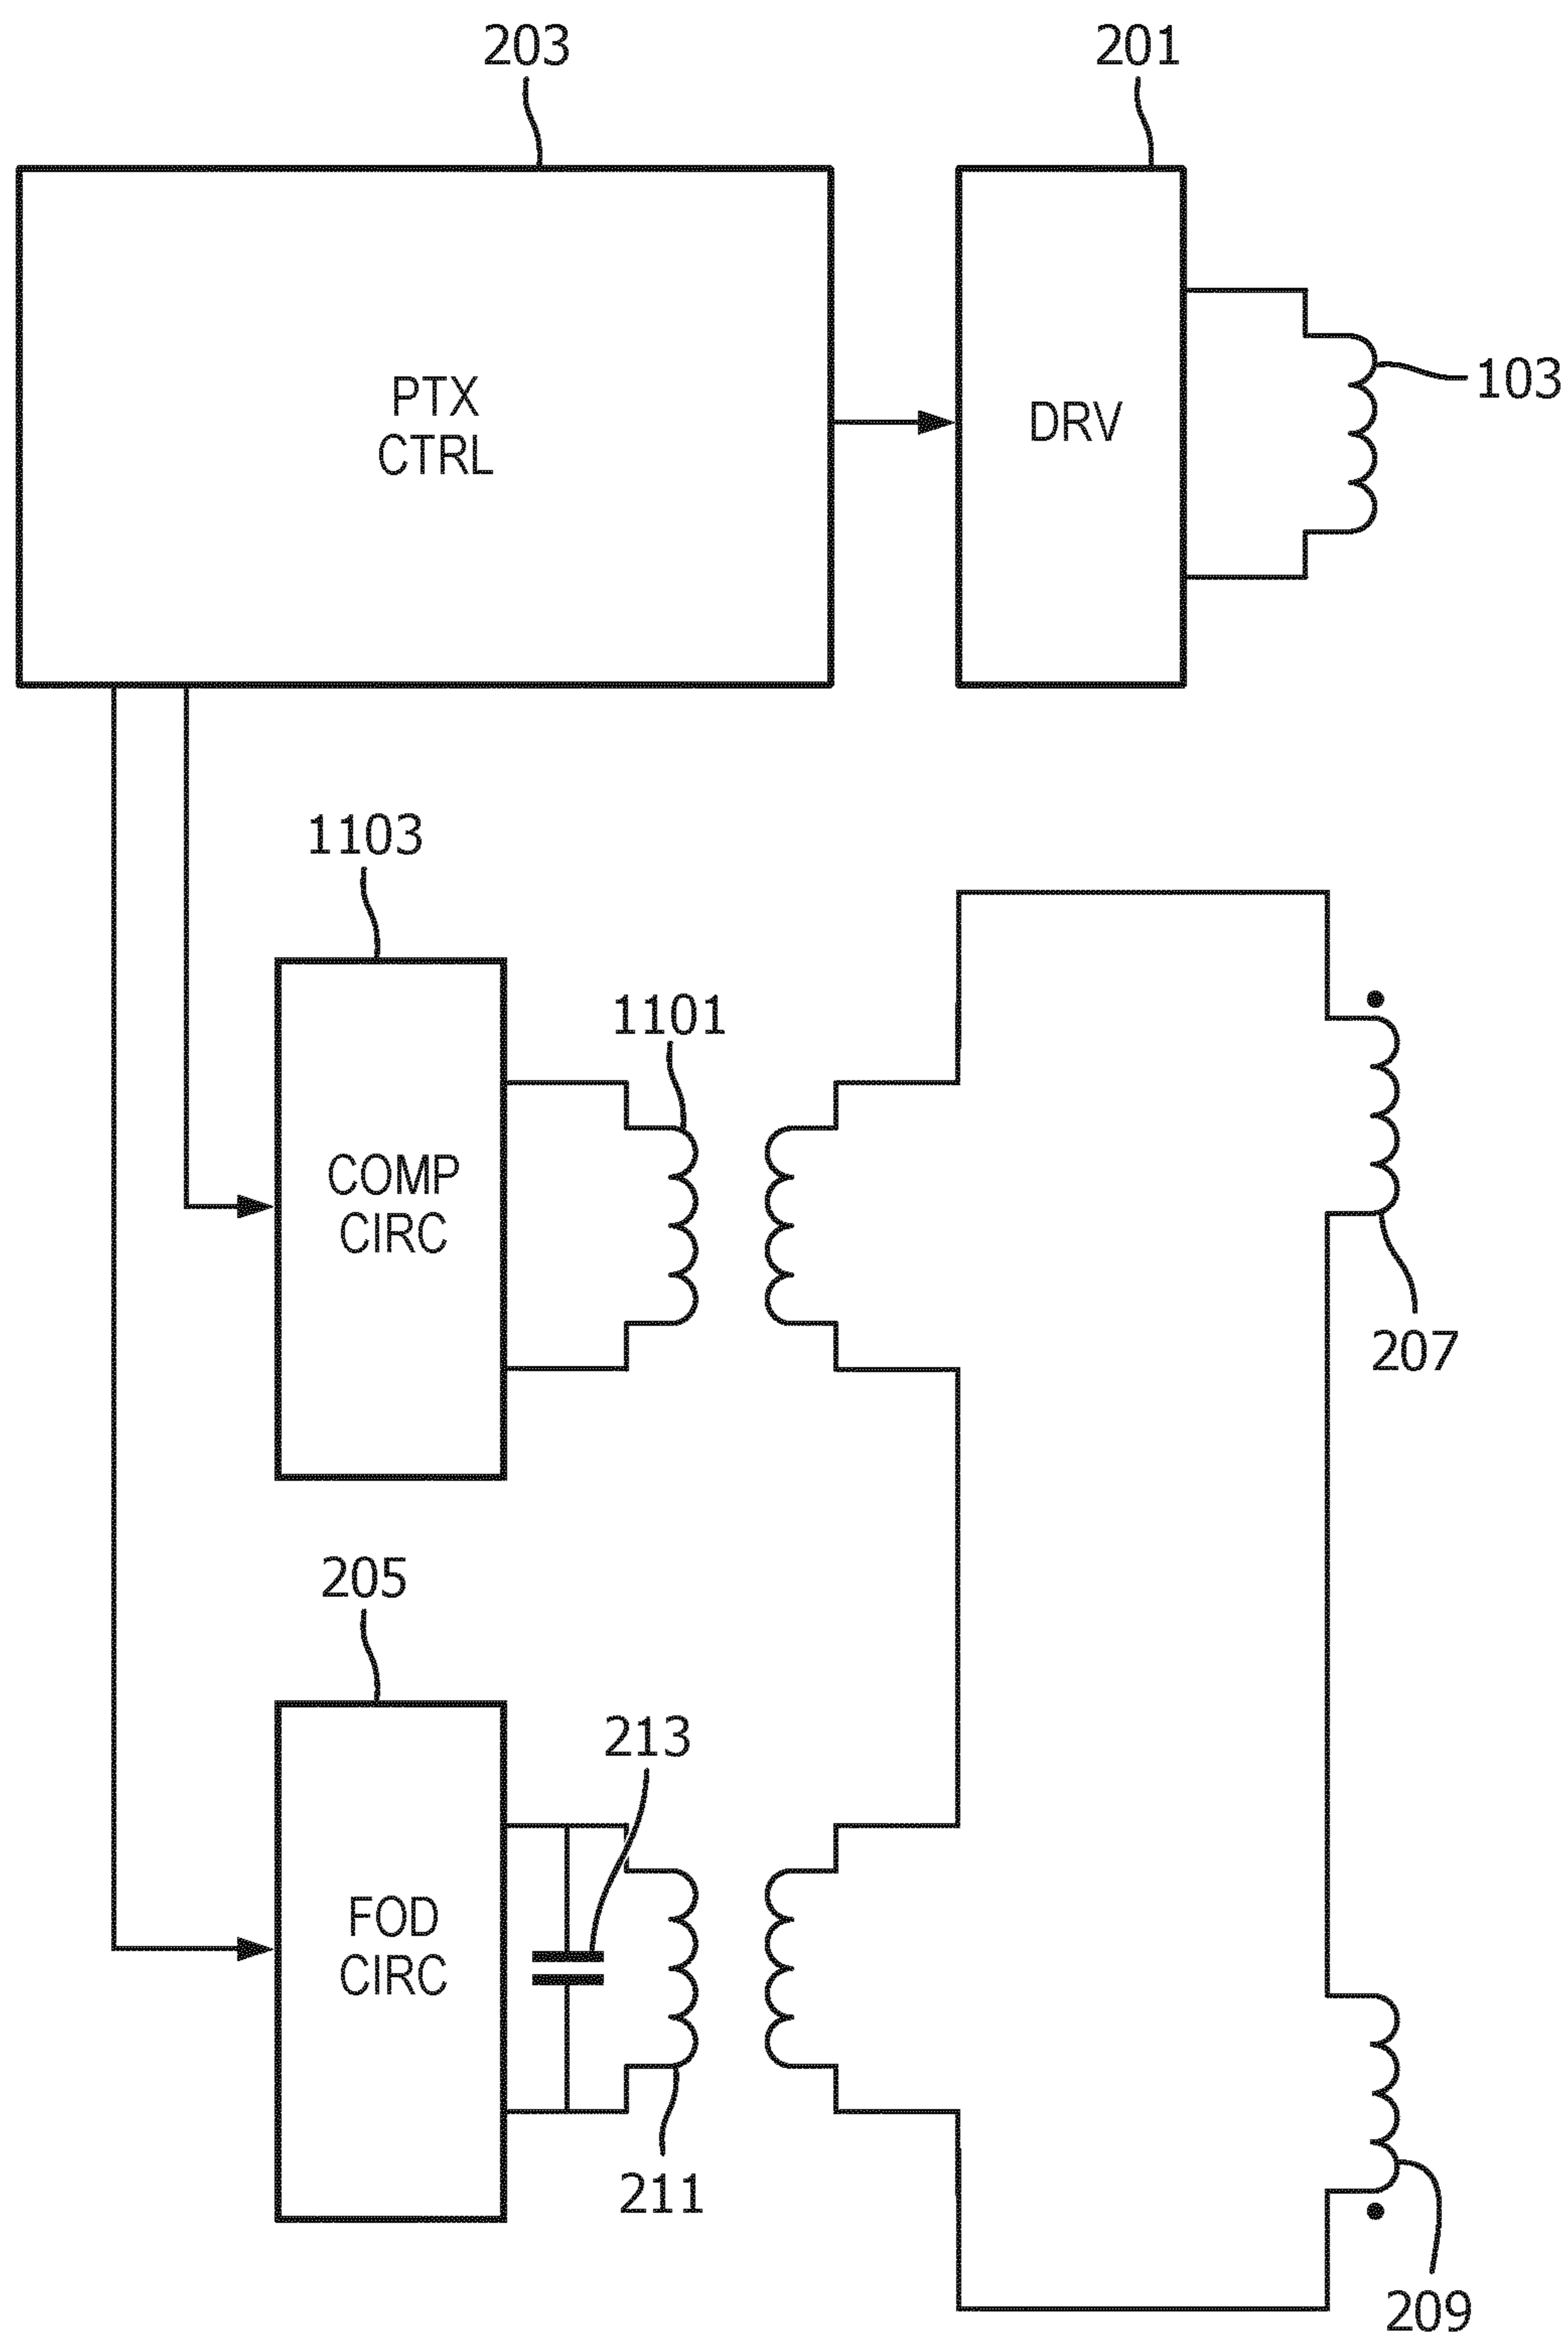 203
201
PTX
CTRL
DRV
103
1103
1101
COMP
CIRC
207
205
213
FOD
CIRC
211
209